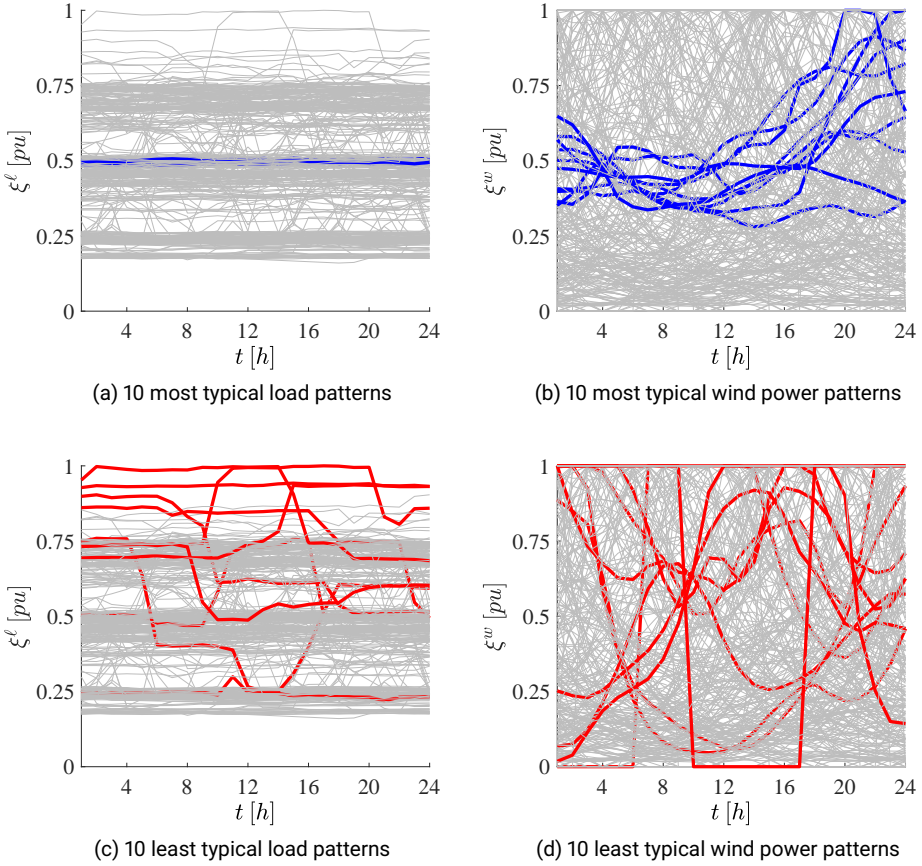 1
0.75
0.5
0.25
0
ξ^ℓ [pu]
4 8 12 16 20 24
t [h]
(a) 10 most typical load patterns
1
0.75
0.5
0.25
0
ξ^w [pu]
4 8 12 16 20 24
t [h]
(b) 10 most typical wind power patterns
1
0.75
0.5
0.25
0
ξ^ℓ [pu]
4 8 12 16 20 24
t [h]
(c) 10 least typical load patterns
1
0.75
0.5
0.25
0
ξ^w [pu]
4 8 12 16 20 24
t [h]
(d) 10 least typical wind power patterns